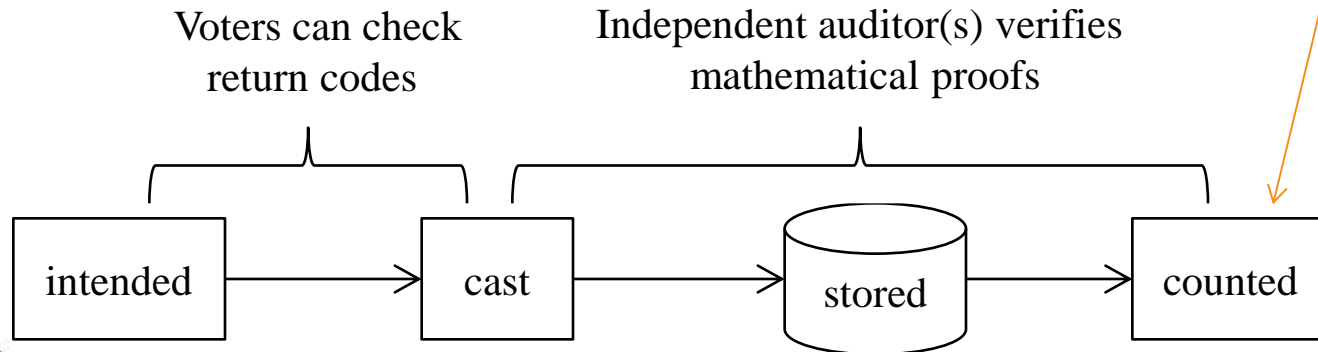 Voters can check
return codes
Independent auditor(s) verifies
mathematical proofs
intended
cast
stored
counted